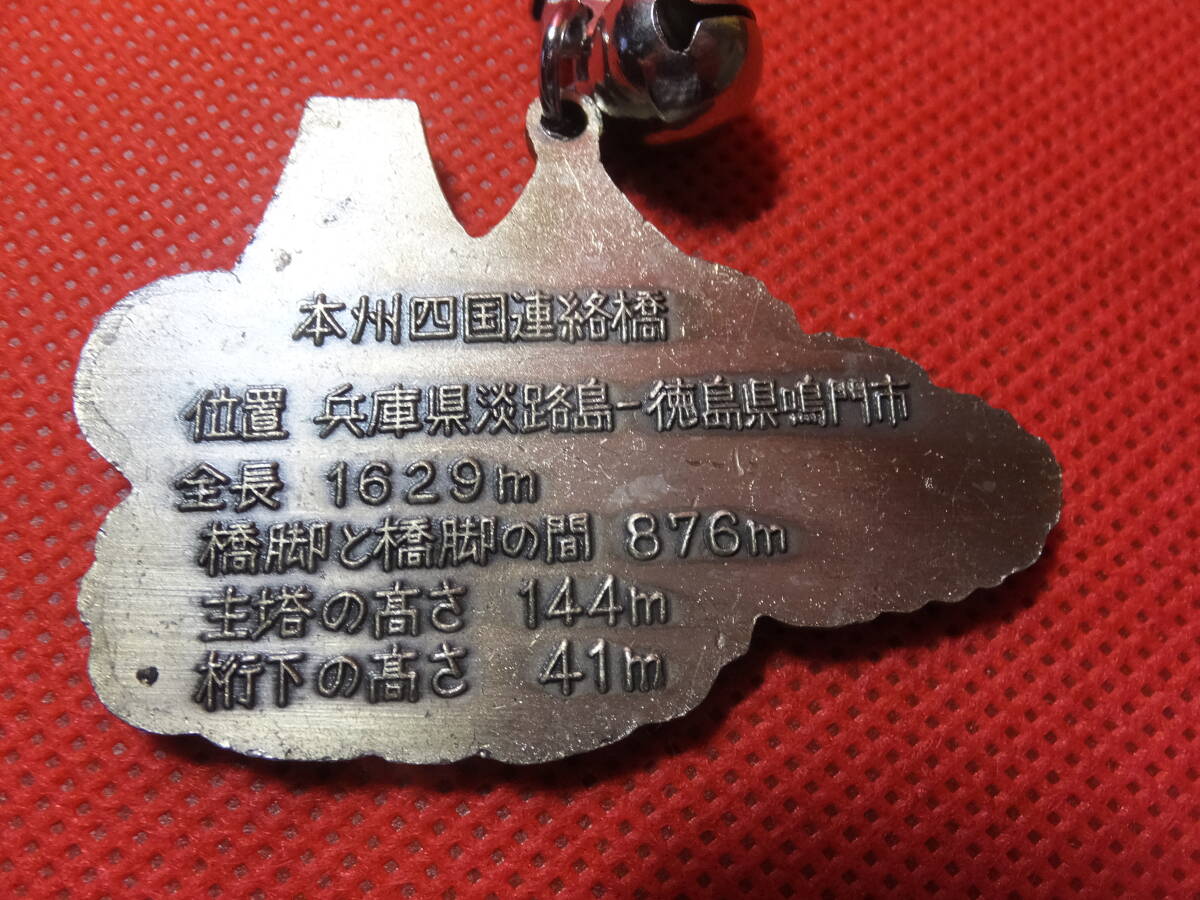 本州四国連絡橋
位置 兵庫県淡路島-徳島県鳴門市
全長 1629m
橋脚と橋脚の間 876m
主塔の髙さ 144m
桁下の髙さ 41m